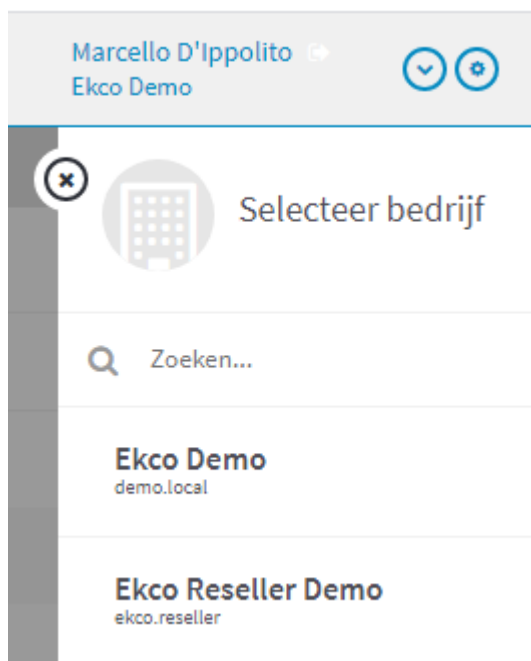 Marcello D'Ippolito
Ekco Demo
Selecteer bedrijf
Zoeken...
Ekco Demo
demo.local
Ekco Reseller Demo
ekco.reseller